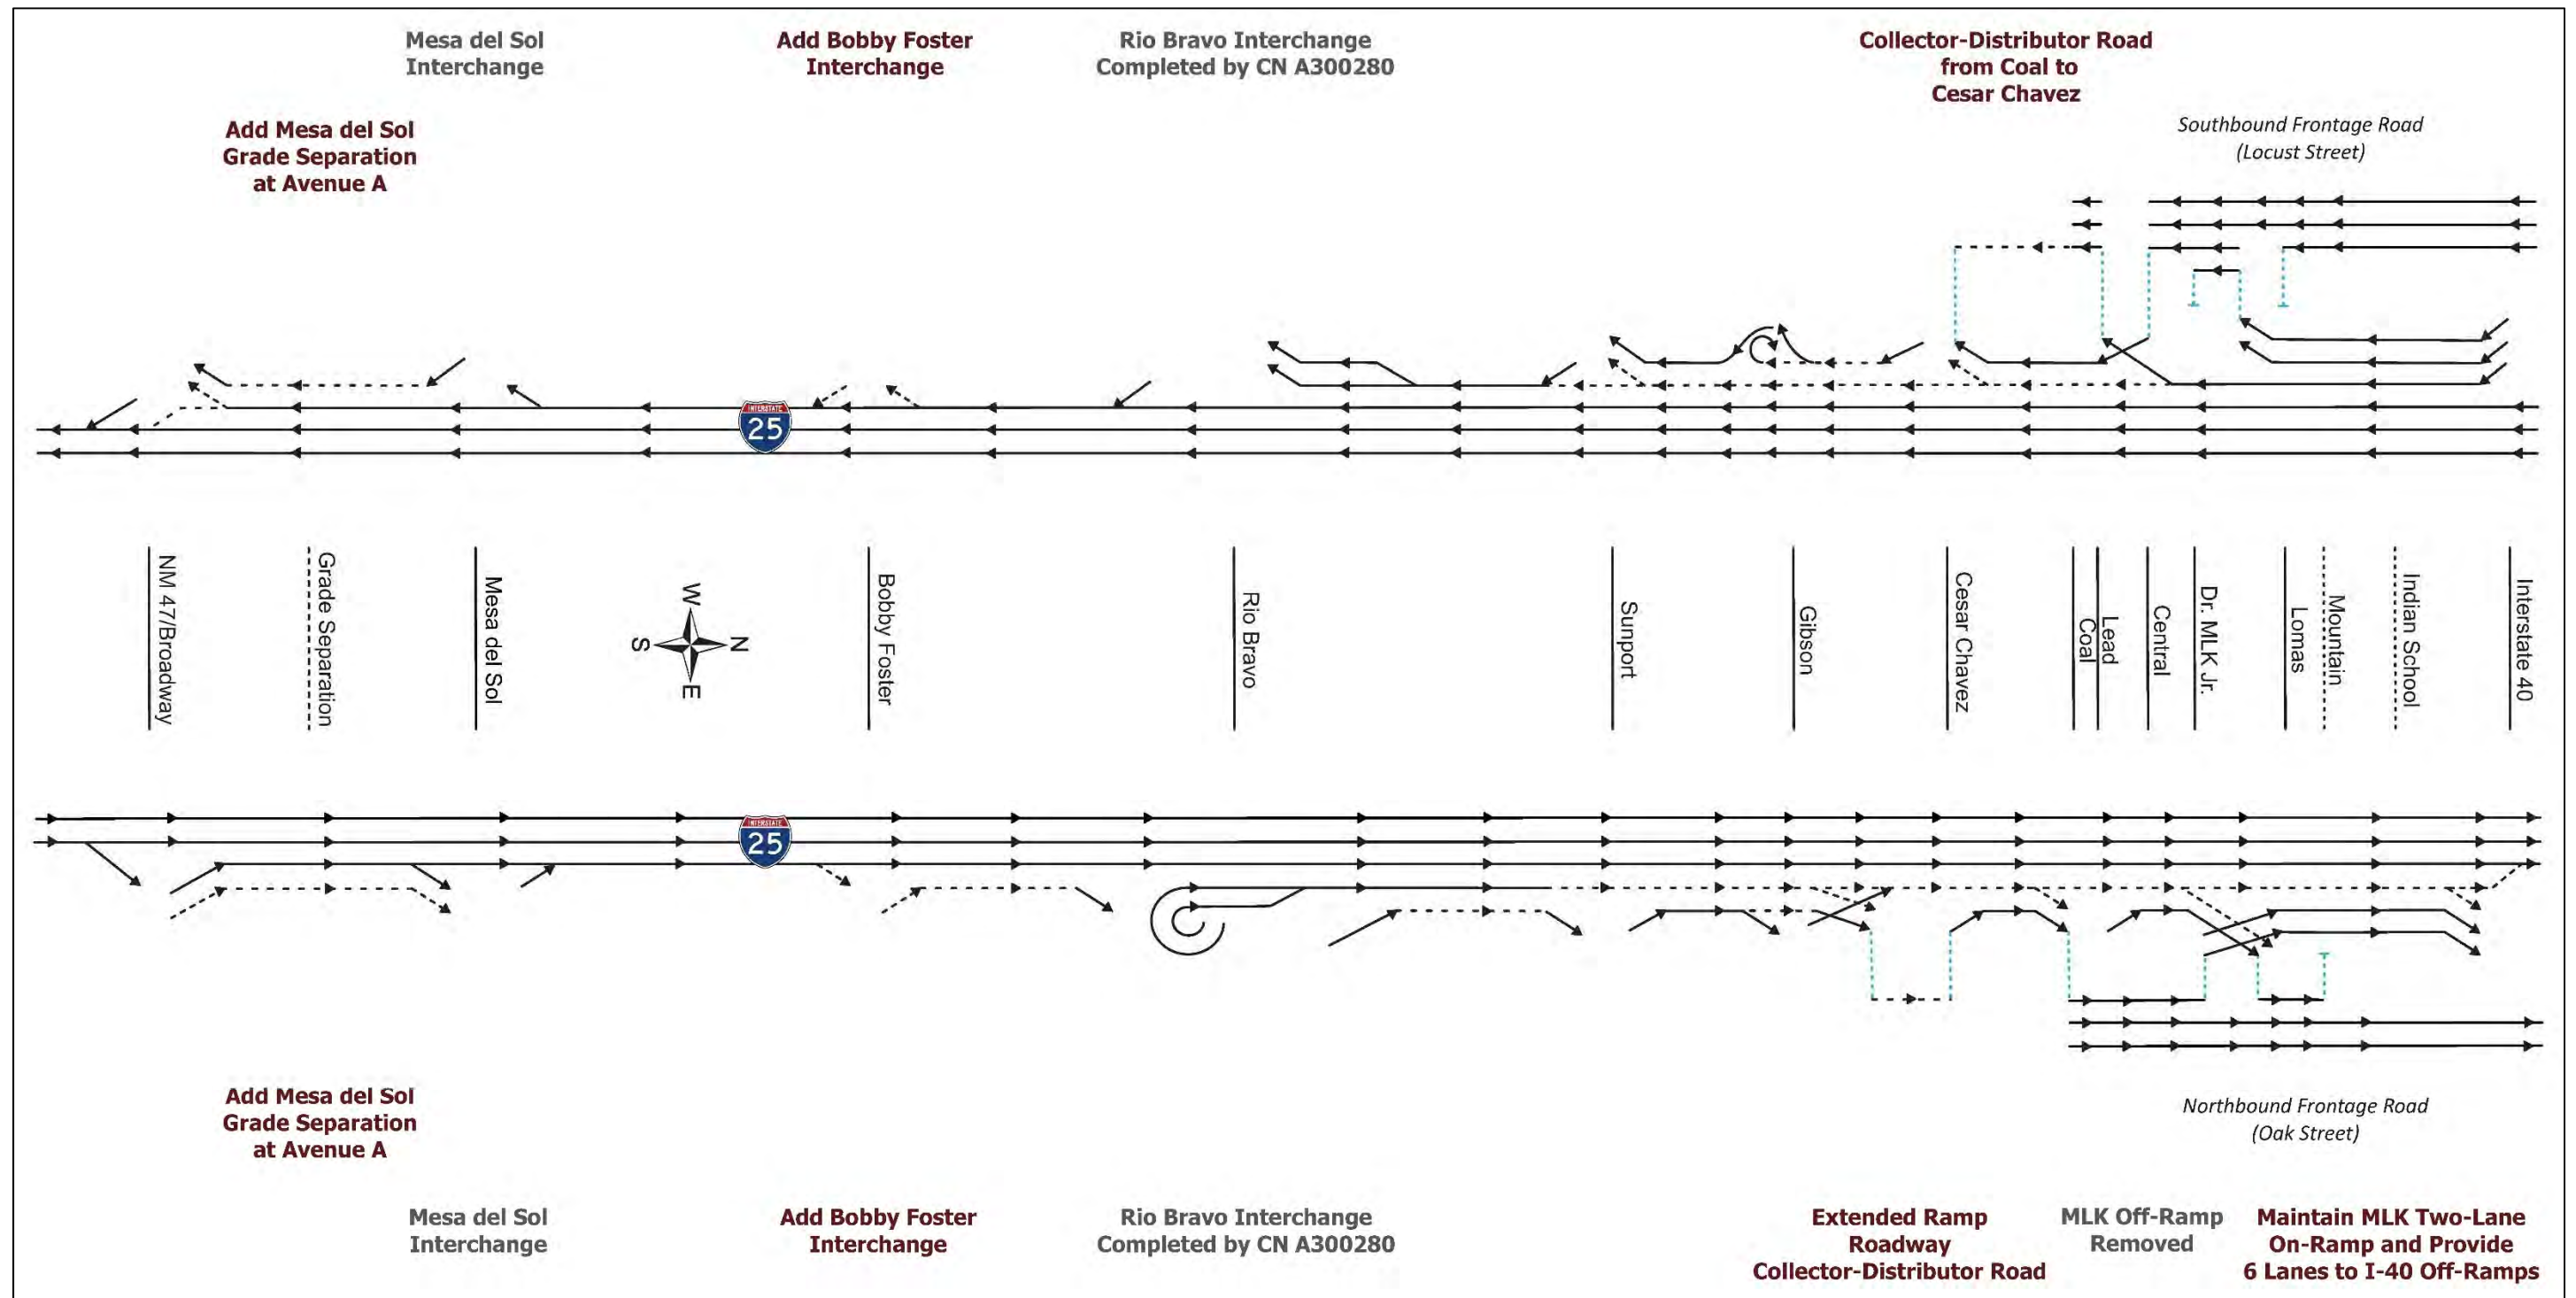 Mesa del Sol
Interchange
Add Bobby Foster
Interchange
Rio Bravo Interchange
Completed by CN A300280
Collector-Distributor Road
from Coal to
Cesar Chavez
Add Mesa del Sol
Grade Separation
at Avenue A
Southbound Frontage Road
(Locust Street)
INTERSTATE
25
NM 47/Broadway
Grade Separation
Mesa del Sol
W
S
N
E
Bobby Foster
Rio Bravo
Sunport
Gibson
Cesar Chavez
Coal
Lead
Central
Dr. MLK Jr.
Lomas
Mountain
Indian School
Interstate 40
INTERSTATE
25
Add Mesa del Sol
Grade Separation
at Avenue A
Northbound Frontage Road
(Oak Street)
Mesa del Sol
Interchange
Add Bobby Foster
Interchange
Rio Bravo Interchange
Completed by CN A300280
Extended Ramp
Roadway
Collector-Distributor Road
MLK Off-Ramp
Removed
Maintain MLK Two-Lane
On-Ramp and Provide
6 Lanes to I-40 Off-Ramps